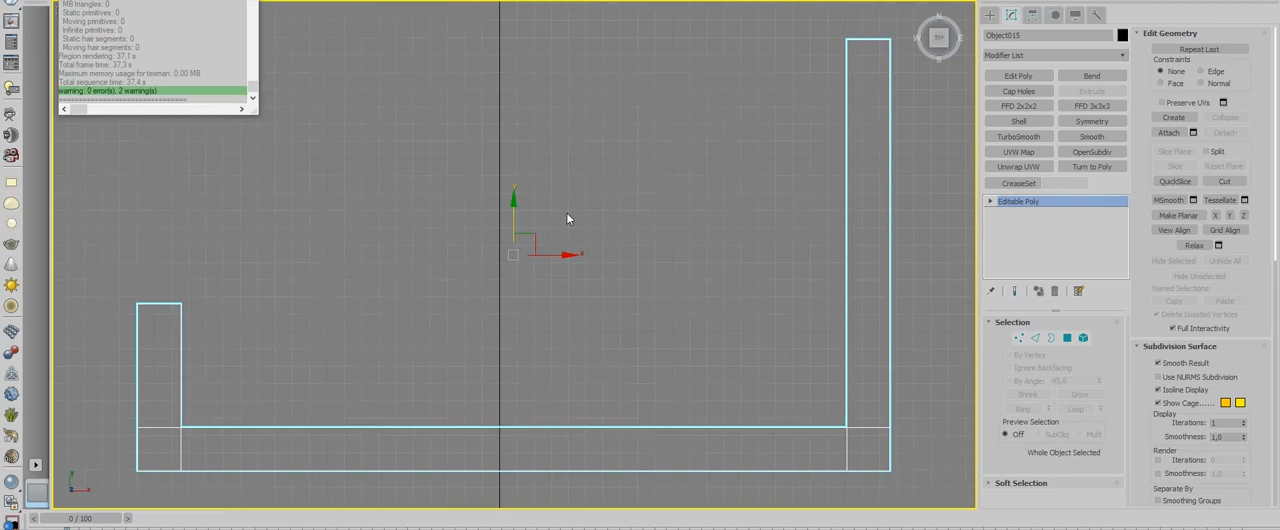 MB triangles: 0
Static primitives: 0
Moving primitives: 0
Infinite primitives: 0
Static hair segments: 0
Moving hair segments: 0
Region rendering: 37.1 s
Total frame time: 37,3 s
Maximum memory usage for texman: 0,00 MB
Total sequence time: 37,4 s
warning: 0 error(s), 2 warning(s)
==============================
N
W
TOP
E
S
y
x
y
x
0 / 100
Object015
Modifier List
Edit Poly
Bend
Cap Holes
Extrude
FFD 2x2x2
FFD 3x3x3
Shell
Symmetry
TurboSmooth
Smooth
UVW Map
OpenSubdiv
Unwrap UVW
Turn to Poly
CreaseSet
Editable Poly
Selection
By Vertex
Ignore Backfacing
By Angle:
45,0
Shrink
Grow
Ring
Loop
Preview Selection
Off
SubObj
Multi
Whole Object Selected
Soft Selection
Edit Geometry
Repeat Last
Constraints
None
Edge
Face
Normal
Preserve UVs
Create
Collapse
Attach
Detach
Slice Plane
Split
Slice
Reset Plane
QuickSlice
Cut
MSmooth
Tessellate
Make Planar
X
Y
Z
View Align
Grid Align
Relax
Hide Selected
Unhide All
Hide Unselected
Named Selections:
Copy
Paste
Delete Isolated Vertices
Full Interactivity
Subdivision Surface
Smooth Result
Use NURMS Subdivision
Isoline Display
Show Cage......
Display
Iterations:
1
Smoothness:
1,0
Render
Iterations:
0
Smoothness:
1,0
Separate By
Smoothing Groups